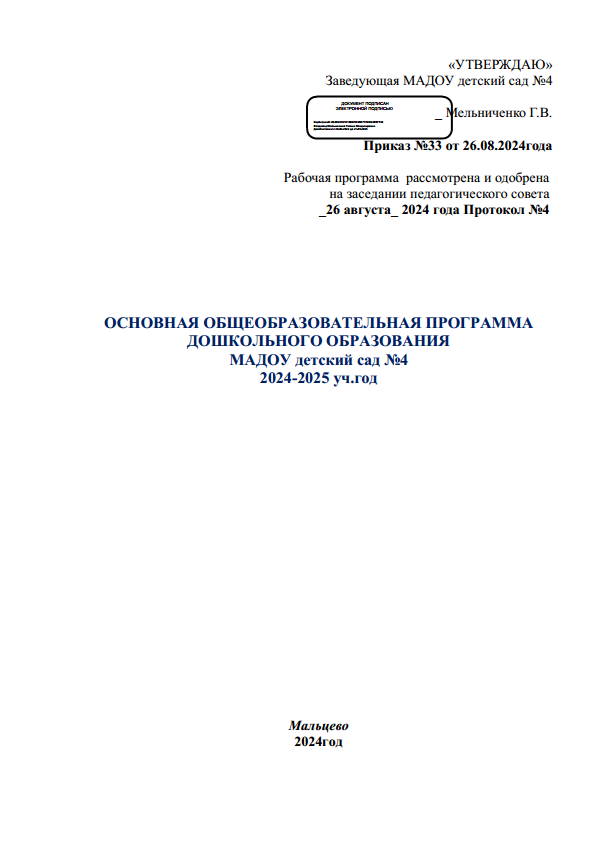 «УТВЕРЖДАЮ»
Заведующая МАДОУ детский сад №4
ДОКУМЕНТ ПОДПИСАН
ЭЛЕКТРОННОЙ ПОДПИСЬЮ
_ Мельниченко Г.В.
Приказ №33 от 26.08.2024года
Рабочая программа рассмотрена и одобрена
на заседании педагогического совета
_26 августа_ 2024 года Протокол №4
ОСНОВНАЯ ОБЩЕОБРАЗОВАТЕЛЬНАЯ ПРОГРАММА
ДОШКОЛЬНОГО ОБРАЗОВАНИЯ
МАДОУ детский сад №4
2024-2025 уч.год
Мальцево
2024год